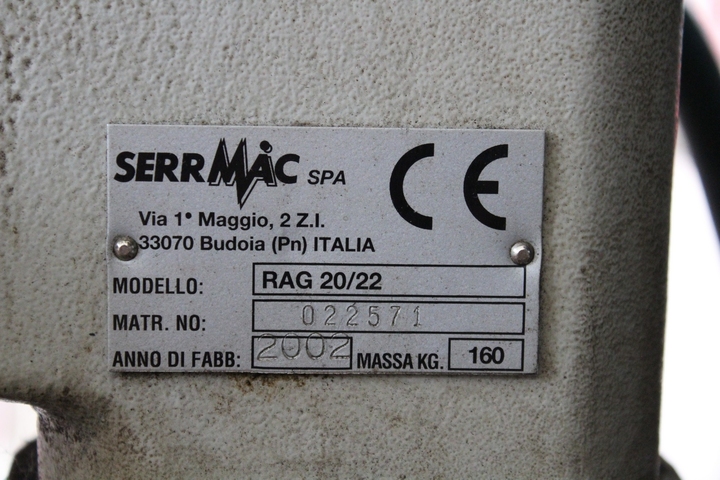 SERRMAC SPA
CE
Via 1° Maggio, 2 Z.I.
33070 Budoia (Pn) ITALIA
MODELLO: RAG 20/22
MATR. NO: 022571
ANNO DI FABB: 2002 MASSA KG. 160